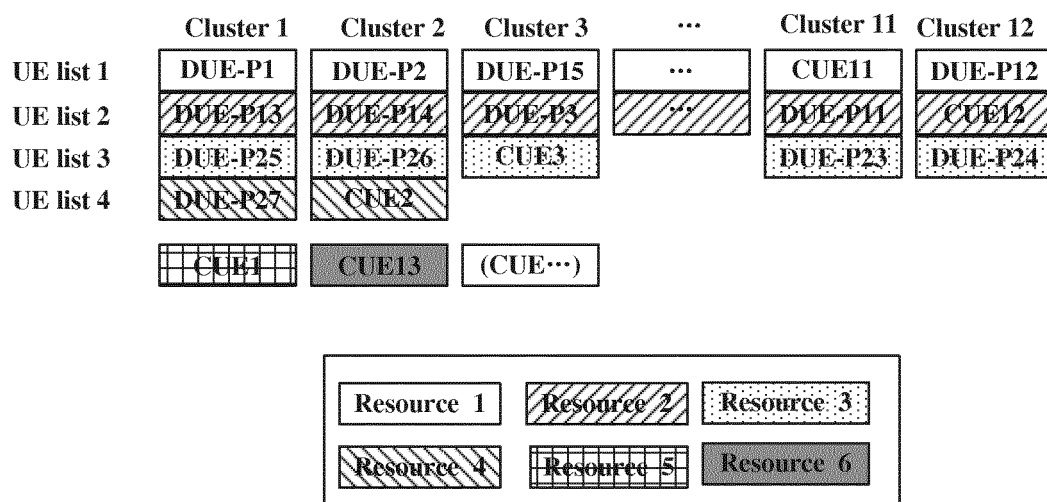 Cluster 1 Cluster 2 Cluster 3 ··· Cluster 11 Cluster 12
UE list 1 DUE-P1 DUE-P2 DUE-P15 ··· CUE11 DUE-P12
UE list 2 DUE-P13 DUE-P14 DUE-P3 ··· DUE-P11 CUE12
UE list 3 DUE-P25 DUE-P26 CUE3 DUE-P23 DUE-P24
UE list 4 DUE-P27 CUE2
CUE1 CUE13 (CUE···)
Resource 1 Resource 2 Resource 3
Resource 4 Resource 5 Resource 6